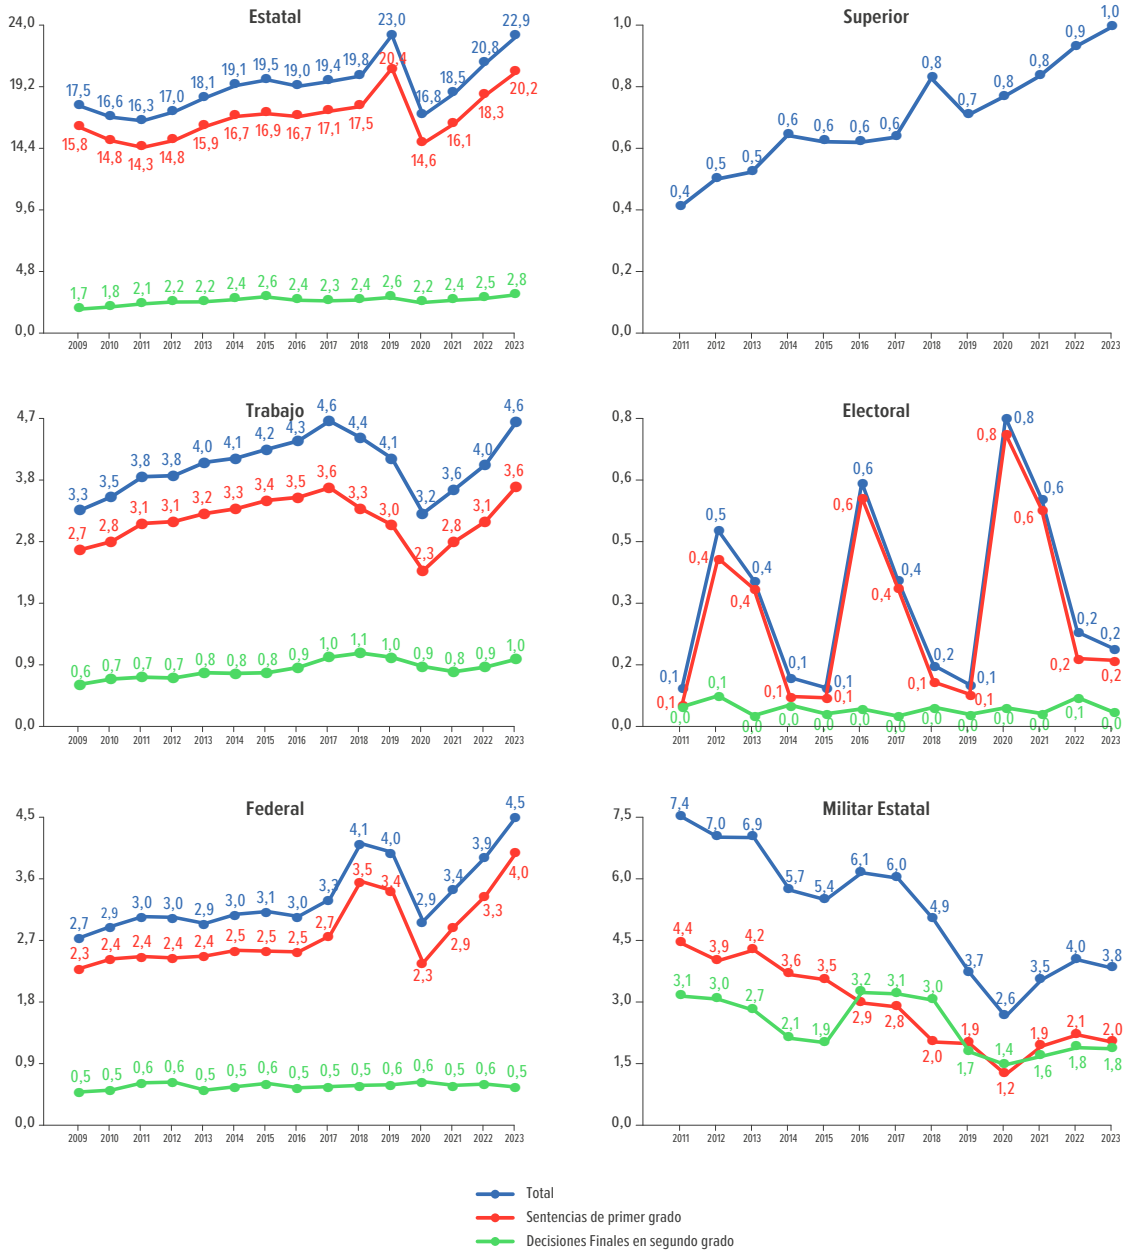 Estatal
24,0
19,2
14,4
9,6
4,8
0,0
17,5 16,6 16,3 17,0 18,1 19,1 19,5 19,0 19,4 19,8 23,0 16,8 18,5 20,8 22,9
15,8 14,8 14,3 14,8 15,9 16,7 16,9 16,7 17,1 17,5 20,4 14,6 16,1 18,3 20,2
1,7 1,8 2,1 2,2 2,2 2,4 2,6 2,4 2,3 2,4 2,6 2,2 2,4 2,5 2,8
2009 2010 2011 2012 2013 2014 2015 2016 2017 2018 2019 2020 2021 2022 2023
Superior
1,0
0,8
0,6
0,4
0,2
0,0
0,4 0,5 0,5 0,6 0,6 0,6 0,6 0,8 0,7 0,8 0,8 0,9 1,0
2011 2012 2013 2014 2015 2016 2017 2018 2019 2020 2021 2022 2023
Trabajo
4,7
3,8
2,8
1,9
0,9
0,0
3,3 3,5 3,8 3,8 4,0 4,1 4,2 4,3 4,6 4,4 4,1 3,2 3,6 4,0 4,6
2,7 2,8 3,1 3,1 3,2 3,3 3,4 3,5 3,6 3,3 3,0 2,3 2,8 3,1 3,6
0,6 0,7 0,7 0,7 0,8 0,8 0,8 0,9 1,0 1,1 1,0 0,9 0,8 0,9 1,0
2009 2010 2011 2012 2013 2014 2015 2016 2017 2018 2019 2020 2021 2022 2023
Electoral
0,8
0,6
0,5
0,3
0,2
0,0
0,1 0,5 0,4 0,1 0,1 0,6 0,4 0,2 0,1 0,8 0,6 0,2 0,2
0,1 0,4 0,4 0,1 0,1 0,6 0,4 0,1 0,1 0,8 0,6 0,2 0,2
0,0 0,1 0,0 0,0 0,0 0,0 0,0 0,0 0,0 0,0 0,0 0,1 0,0
2011 2012 2013 2014 2015 2016 2017 2018 2019 2020 2021 2022 2023
Federal
4,5
3,6
2,7
1,8
0,9
0,0
2,7 2,9 3,0 3,0 2,9 3,0 3,1 3,0 3,3 4,1 4,0 2,9 3,4 3,9 4,5
2,3 2,4 2,4 2,4 2,4 2,5 2,5 2,5 2,7 3,5 3,4 2,3 2,9 3,3 4,0
0,5 0,5 0,6 0,6 0,5 0,5 0,6 0,5 0,5 0,5 0,6 0,6 0,5 0,6 0,5
2009 2010 2011 2012 2013 2014 2015 2016 2017 2018 2019 2020 2021 2022 2023
Militar Estatal
7,5
6,0
4,5
3,0
1,5
0,0
7,4 7,0 6,9 5,7 5,4 6,1 6,0 4,9 3,7 2,6 3,5 4,0 3,8
4,4 3,9 4,2 3,6 3,5 2,9 2,8 2,0 1,9 1,2 1,9 2,1 2,0
3,1 3,0 2,7 2,1 1,9 3,2 3,1 3,0 1,7 1,4 1,6 1,8 1,8
2011 2012 2013 2014 2015 2016 2017 2018 2019 2020 2021 2022 2023
Total
Sentencias de primer grado
Decisiones Finales en segundo grado